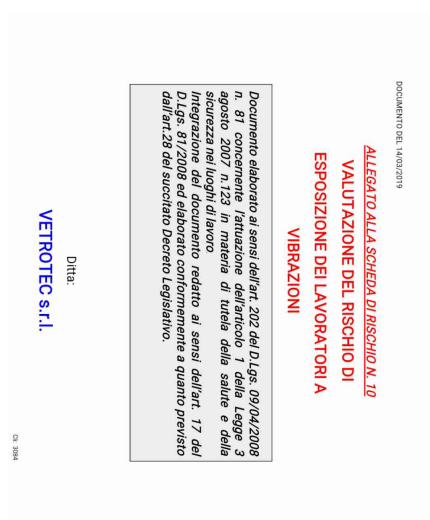 DOCUMENTO DEL 14/03/2019
ALLEGATO ALLA SCHEDA DI RISCHIO N. 10
VALUTAZIONE DEL RISCHIO DI
ESPOSIZIONE DEI LAVORATORI A
VIBRAZIONI
Documento elaborato ai sensi dell'art. 202 del D.Lgs. 09/04/2008
n. 81 concernente l'attuazione dell'articolo 1 della Legge 3
agosto 2007 n.123 in materia di tutela della salute e della
sicurezza nei luoghi di lavoro
Integrazione del documento redatto ai sensi dell'art. 17 del
D.Lgs. 81/2008 ed elaborato conformemente a quanto previsto
dall'art.28 del succitato Decreto Legislativo.
Ditta:
VETROTEC s.r.l.
Cli: 3084